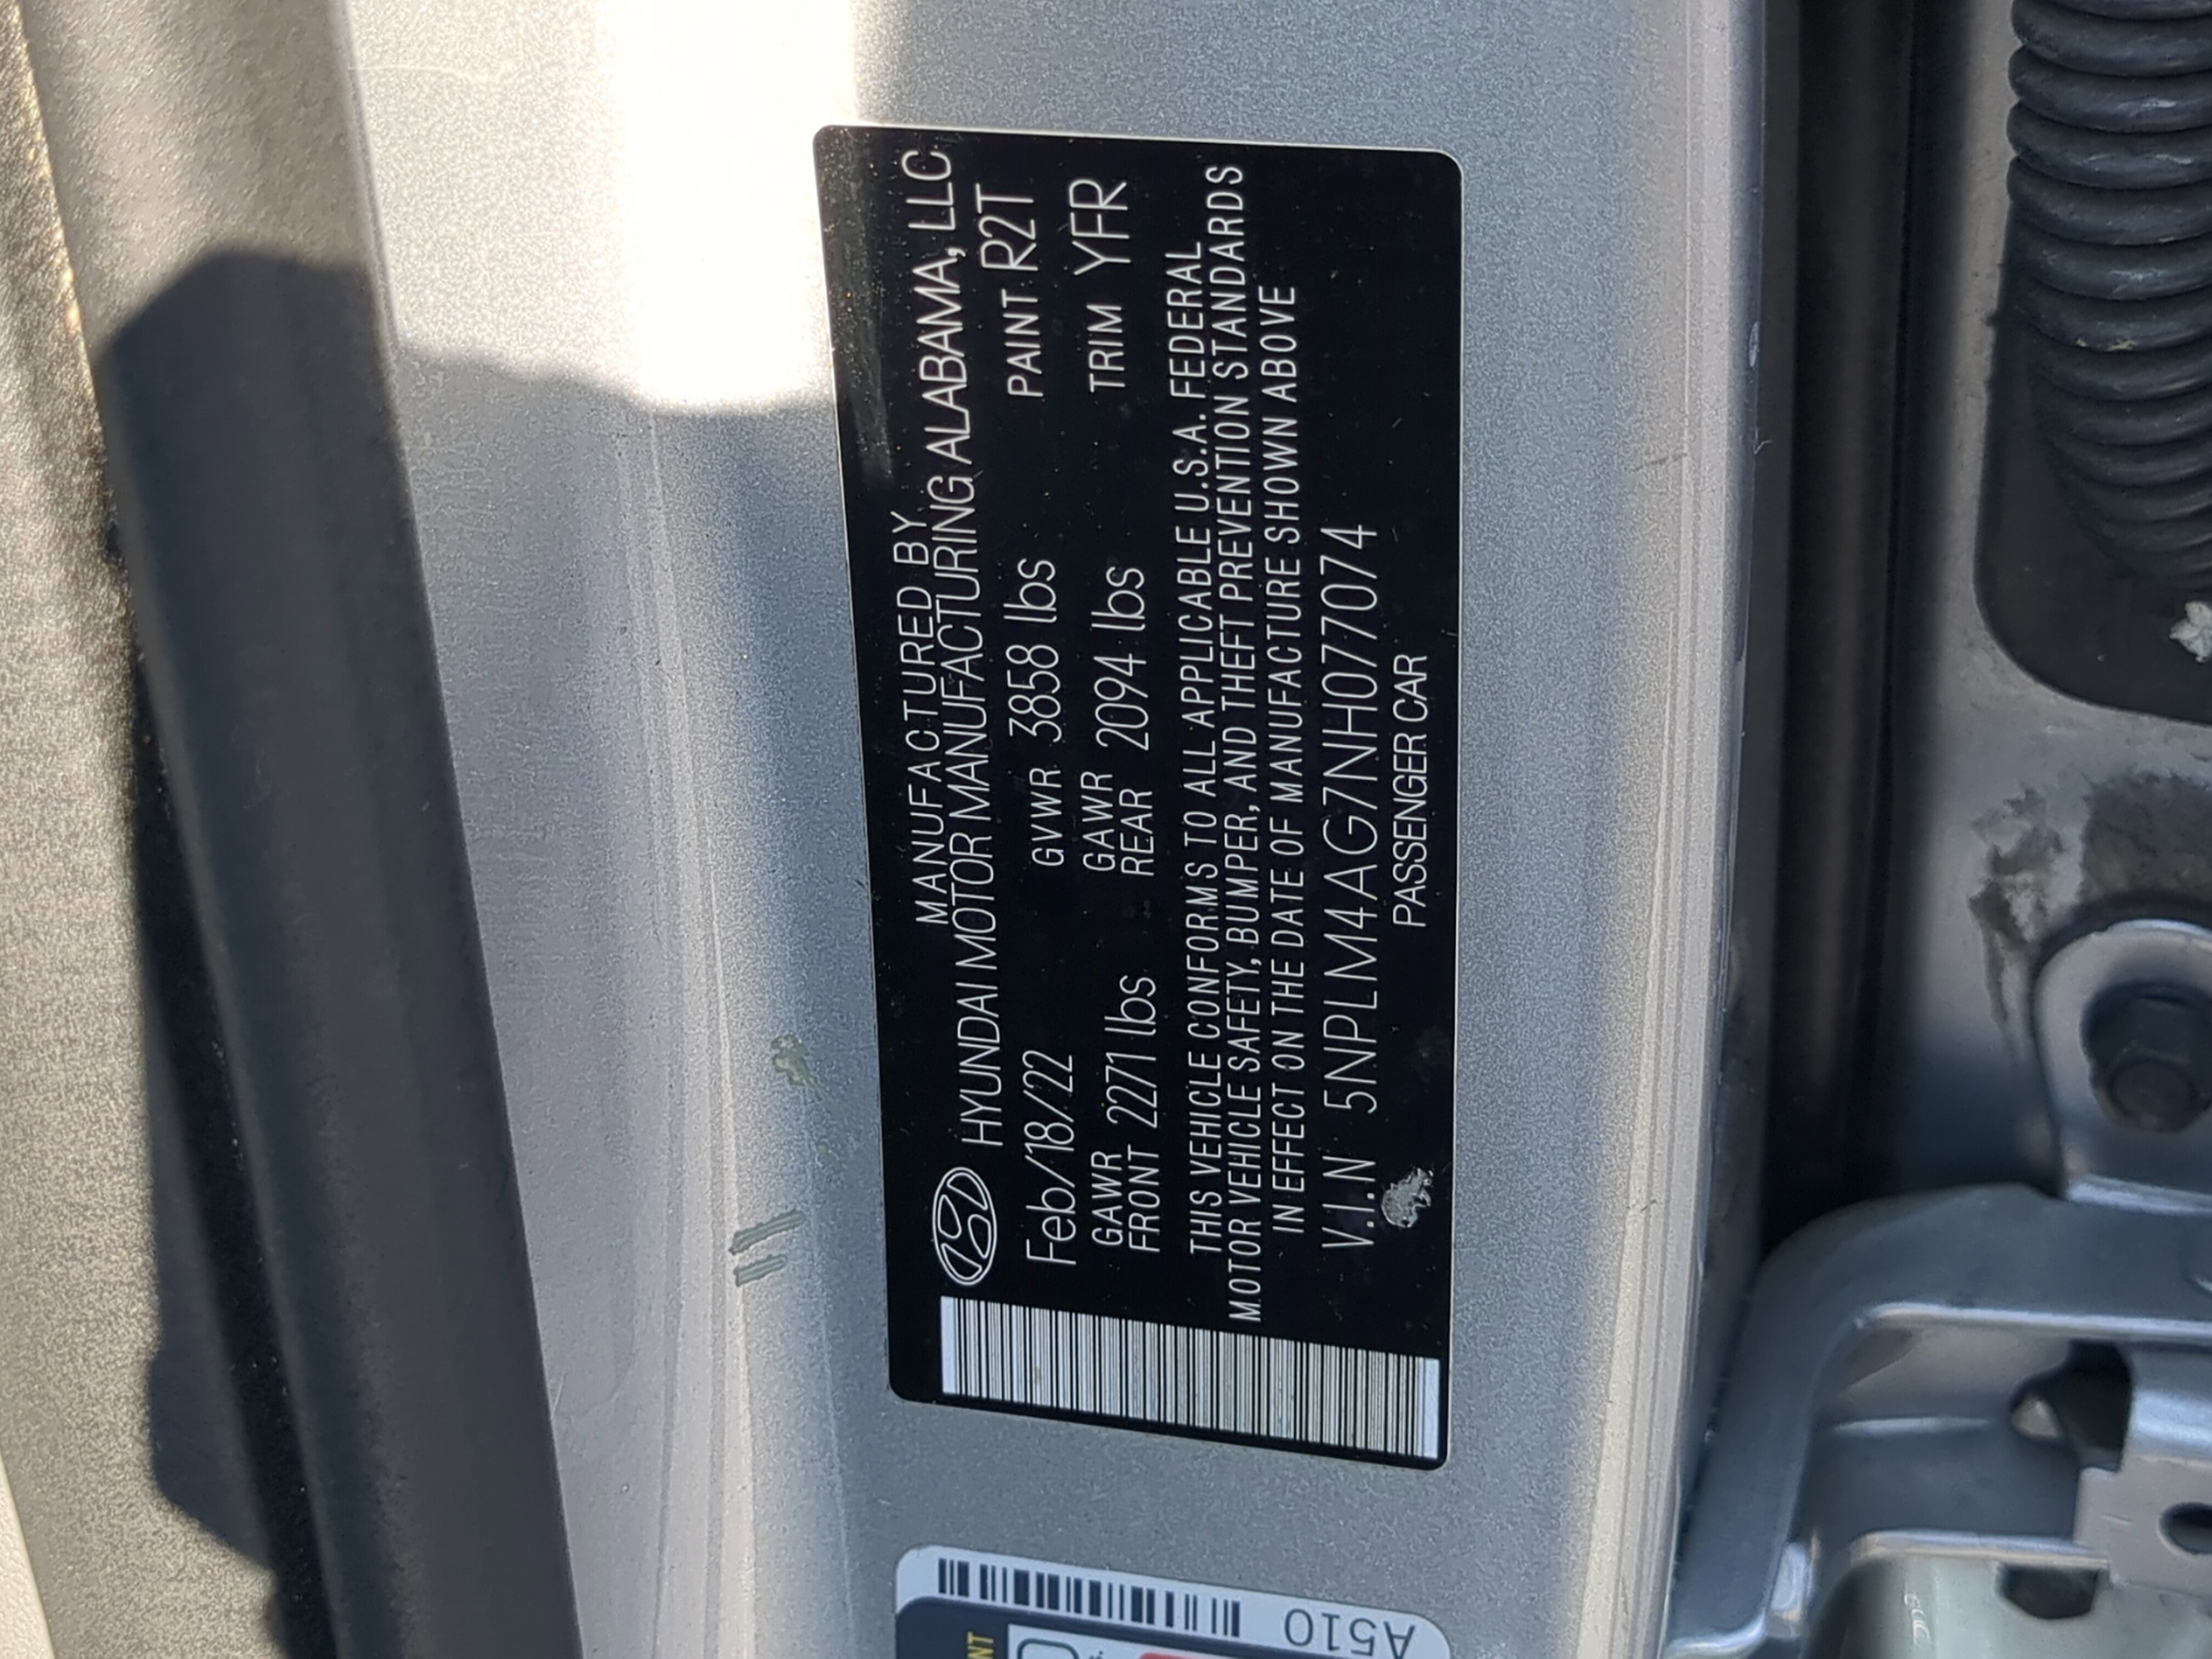 MANUFACTURED BY
HYUNDAI MOTOR MANUFACTURING ALABAMA, LLC
Feb/18/22 GVWR 3858 lbs PAINT R2T
GAWR FRONT 2271 lbs GAWR REAR 2094 lbs TRIM YFR
THIS VEHICLE CONFORMS TO ALL APPLICABLE U.S.A. FEDERAL
MOTOR VEHICLE SAFETY, BUMPER, AND THEFT PREVENTION STANDARDS
IN EFFECT ON THE DATE OF MANUFACTURE SHOWN ABOVE
V.I.N 5NPLM4AG7NH077074
PASSENGER CAR
A510